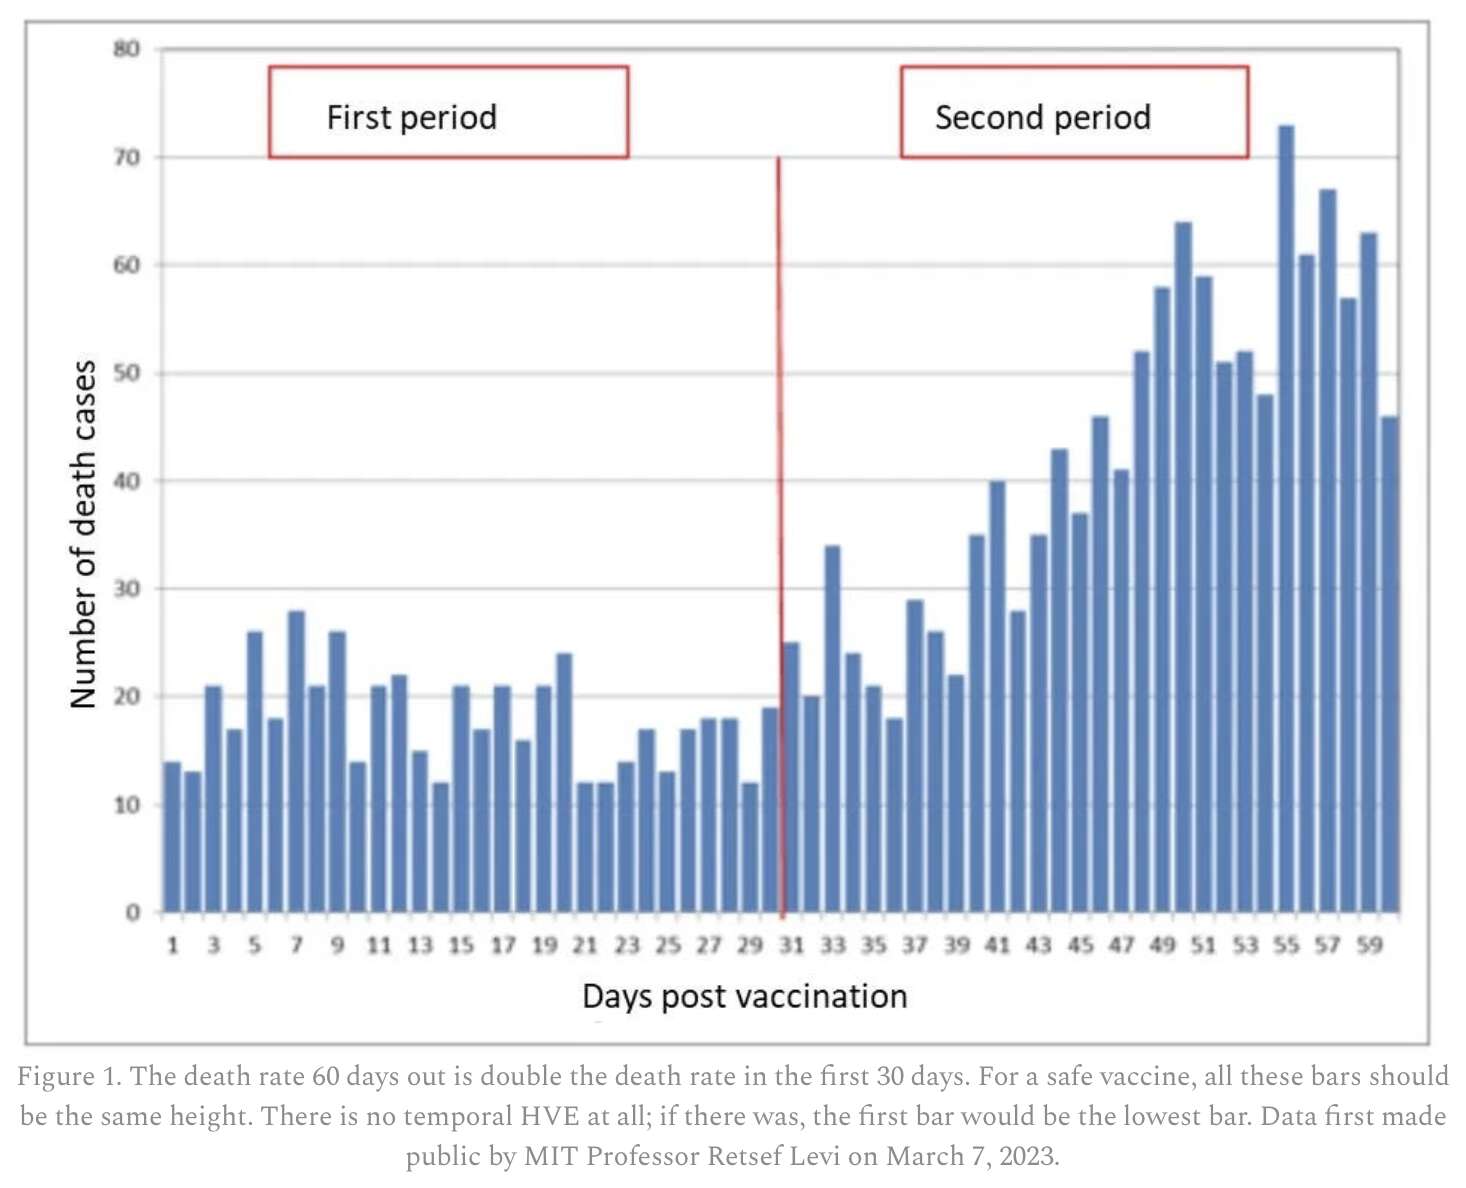 80
First period
Second period
70
60
50
40
30
20
10
0
Number of death cases
1 3 5 7 9 11 13 15 17 19 21 23 25 27 29 31 33 35 37 39 41 43 45 47 49 51 53 55 57 59
Days post vaccination
Figure 1. The death rate 60 days out is double the death rate in the first 30 days. For a safe vaccine, all these bars should
be the same height. There is no temporal HVE at all; if there was, the first bar would be the lowest bar. Data first made
public by MIT Professor Retsef Levi on March 7, 2023.